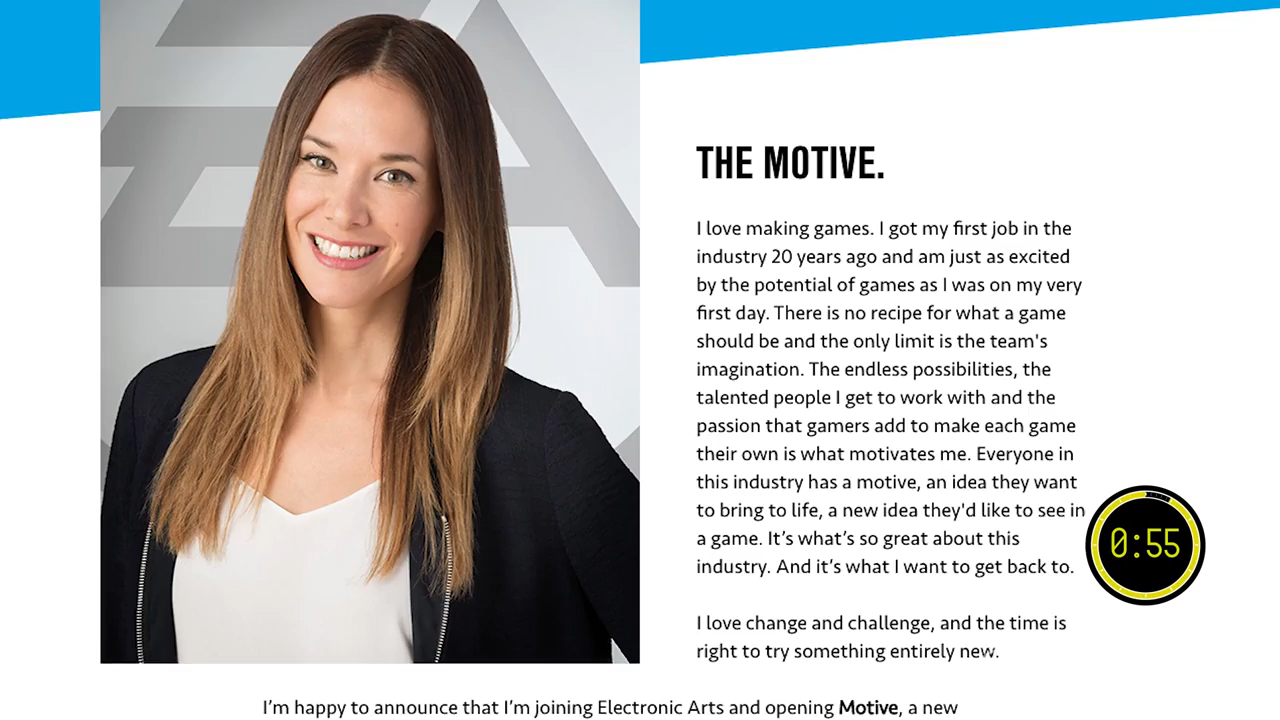 EA
THE MOTIVE.
I love making games. I got my first job in the
industry 20 years ago and am just as excited
by the potential of games as I was on my very
first day. There is no recipe for what a game
should be and the only limit is the team's
imagination. The endless possibilities, the
talented people I get to work with and the
passion that gamers add to make each game
their own is what motivates me. Everyone in
this industry has a motive, an idea they want
to bring to life, a new idea they'd like to see in
a game. It’s what’s so great about this
industry. And it’s what I want to get back to.
0:55
I love change and challenge, and the time is
right to try something entirely new.
I’m happy to announce that I’m joining Electronic Arts and opening Motive, a new